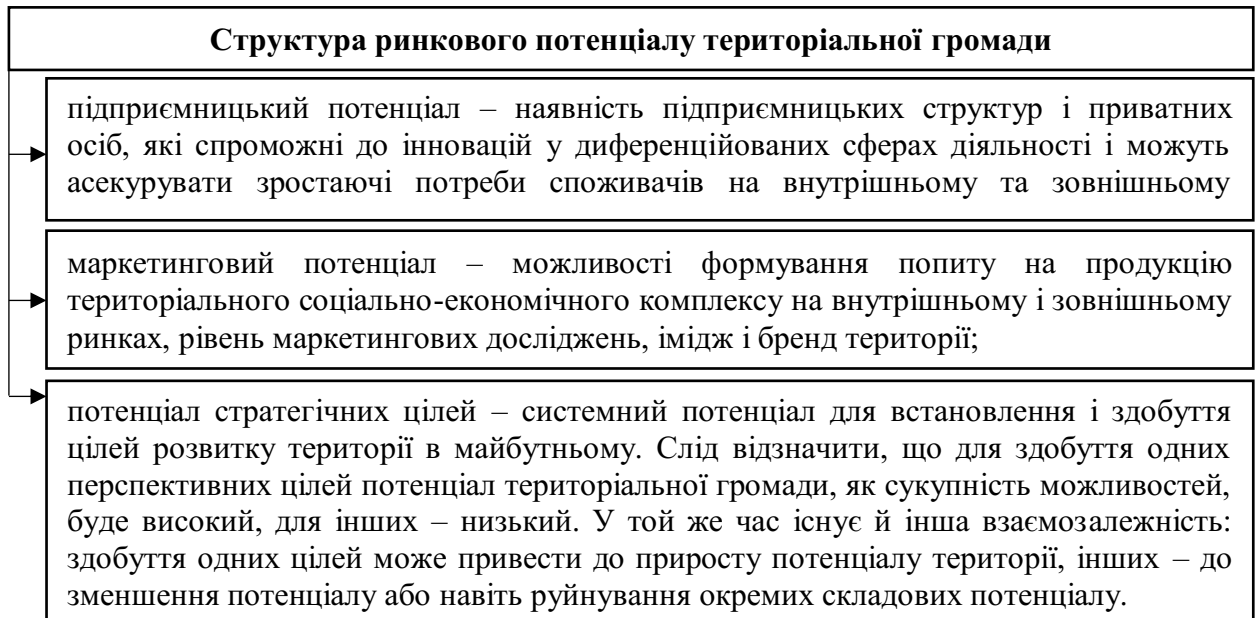 Структура ринкового потенціалу територіальної громади
підприємницький потенціал – наявність підприємницьких структур і приватних
осіб, які спроможні до інновацій у диференційованих сферах діяльності і можуть
асекурувати зростаючі потреби споживачів на внутрішньому та зовнішньому
маркетинговий потенціал – можливості формування попиту на продукцію
територіального соціально-економічного комплексу на внутрішньому і зовнішньому
ринках, рівень маркетингових досліджень, імідж і бренд території;
потенціал стратегічних цілей – системний потенціал для встановлення і здобуття
цілей розвитку території в майбутньому. Слід відзначити, що для здобуття одних
перспективних цілей потенціал територіальної громади, як сукупність можливостей,
буде високий, для інших – низький. У той же час існує й інша взаємозалежність:
здобуття одних цілей може привести до приросту потенціалу території, інших – до
зменшення потенціалу або навіть руйнування окремих складових потенціалу.